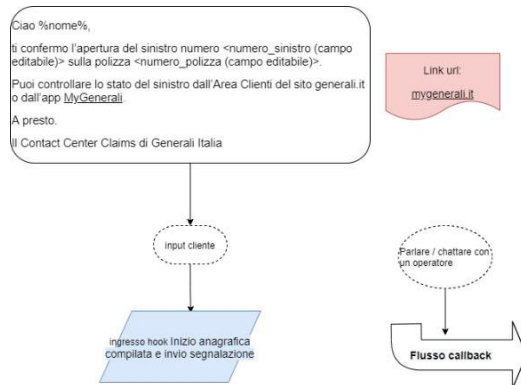 Ciao %nome%,
ti confermo l'apertura del sinistro numero <numero_sinistro (campo
editabile)> sulla polizza <numero_polizza (campo editabile)>.
Puoi controllare lo stato del sinistro dall'Area Clienti del sito generali.it
o dall'app MyGenerali.
A presto.
Il Contact Center Claims di Generali Italia
Link url:
mygenerali.it
input cliente
Parlare / chattare con
un operatore
ingresso hook Inizio anagrafica
compilata e invio segnalazione
Flusso callback